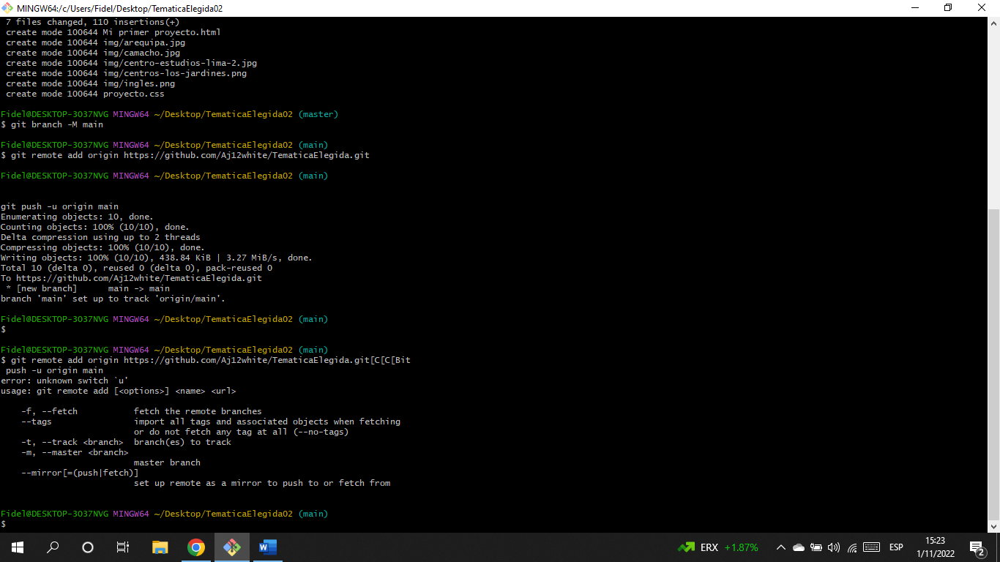 MINGW64:/c/Users/Fidel/Desktop/TematicaElegida02
7 files changed, 110 insertions(+)
create mode 100644 Mi primer proyecto.html
create mode 100644 img/arequipa.jpg
create mode 100644 img/camacho.jpg
create mode 100644 img/centro-estudios-lima-2.jpg
create mode 100644 img/centros-los-jardines.png
create mode 100644 img/ingles.png
create mode 100644 proyecto.css
Fidel@DESKTOP-3O37NVG MINGW64 ~/Desktop/TematicaElegida02 (master)
$ git branch -M main
Fidel@DESKTOP-3O37NVG MINGW64 ~/Desktop/TematicaElegida02 (main)
$ git remote add origin https://github.com/Aj12white/TematicaElegida.git
Fidel@DESKTOP-3O37NVG MINGW64 ~/Desktop/TematicaElegida02 (main)
git push -u origin main
Enumerating objects: 10, done.
Counting objects: 100% (10/10), done.
Delta compression using up to 2 threads
Compressing objects: 100% (10/10), done.
Writing objects: 100% (10/10), 438.84 KiB | 3.27 MiB/s, done.
Total 10 (delta 0), reused 0 (delta 0), pack-reused 0
To https://github.com/Aj12white/TematicaElegida.git
* [new branch]      main -> main
branch 'main' set up to track 'origin/main'.
Fidel@DESKTOP-3O37NVG MINGW64 ~/Desktop/TematicaElegida02 (main)
$
Fidel@DESKTOP-3O37NVG MINGW64 ~/Desktop/TematicaElegida02 (main)
$ git remote add origin https://github.com/Aj12white/TematicaElegida.git[C[C[Bit
push -u origin main
error: unknown switch `u'
usage: git remote add [<options>] <name> <url>
-f, --fetch           fetch the remote branches
--tags                import all tags and associated objects when fetching
or do not fetch any tag at all (--no-tags)
-t, --track <branch>  branch(es) to track
-m, --master <branch>
master branch
--mirror[=(push|fetch)]
set up remote as a mirror to push to or fetch from
Fidel@DESKTOP-3O37NVG MINGW64 ~/Desktop/TematicaElegida02 (main)
$
ERX +1.87%
ESP
15:23
1/11/2022
2